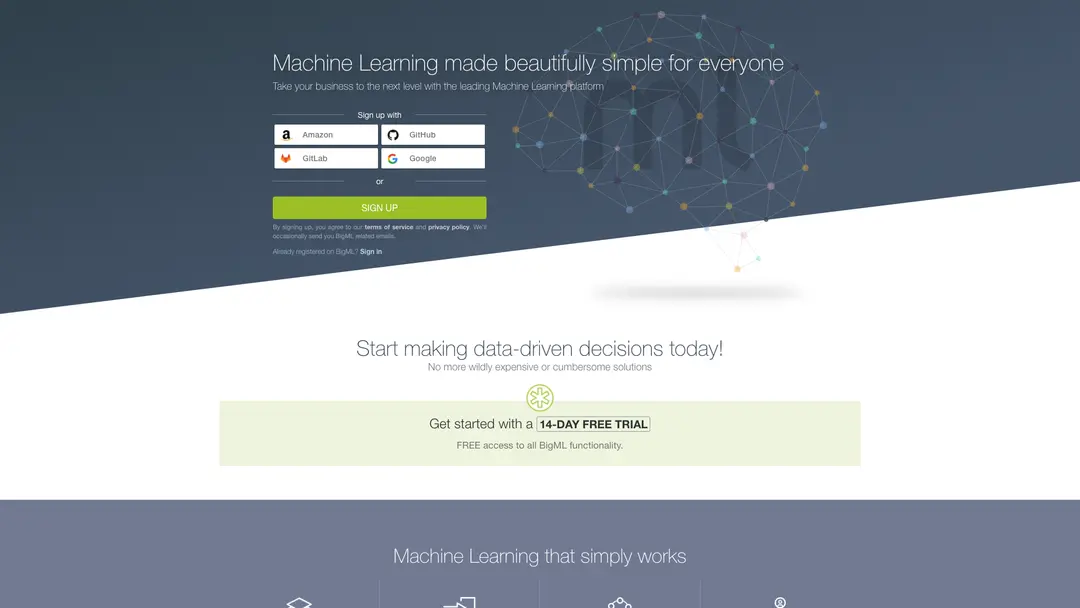 Machine Learning made beautifully simple for everyone
Take your business to the next level with the leading Machine Learning platform
ml
Sign up with
Amazon
GitHub
GitLab
Google
or
SIGN UP
By signing up, you agree to our terms of service and privacy policy. We'll
occasionally send you BigML related emails.
Already registered on BigML? Sign in
Start making data-driven decisions today!
No more wildly expensive or cumbersome solutions
Get started with a 14-DAY FREE TRIAL
FREE access to all BigML functionality.
Machine Learning that simply works